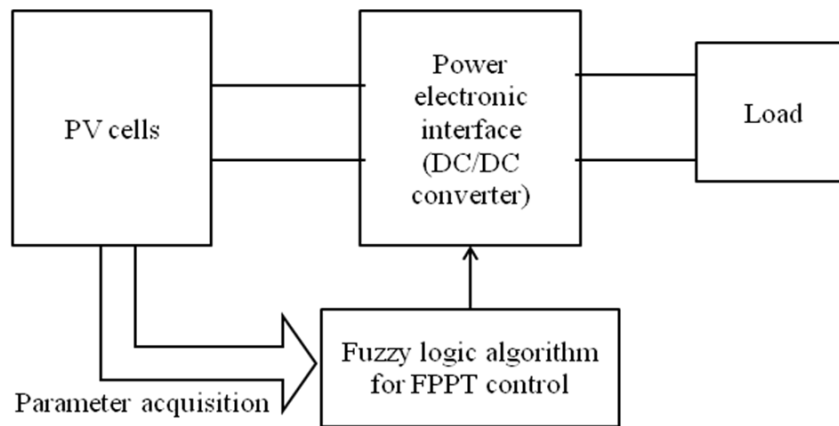 PV cells
Power
electronic
interface
(DC/DC
converter)
Load
Fuzzy logic algorithm
for FPPT control
Parameter acquisition